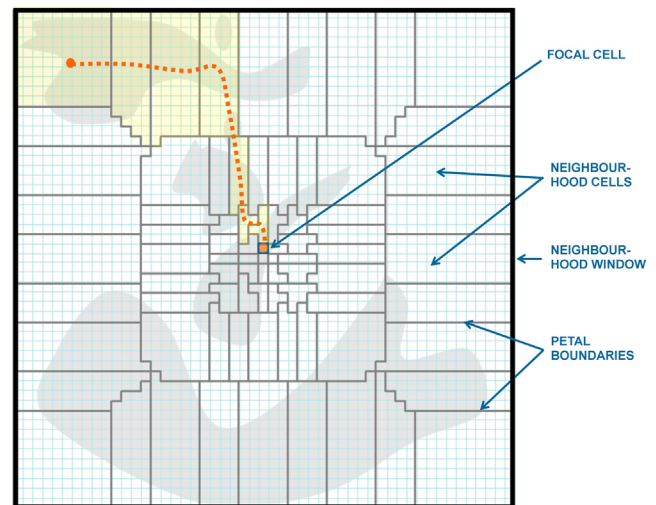 FOCAL CELL
NEIGHBOUR-
HOOD CELLS
NEIGHBOUR-
HOOD WINDOW
PETAL
BOUNDARIES